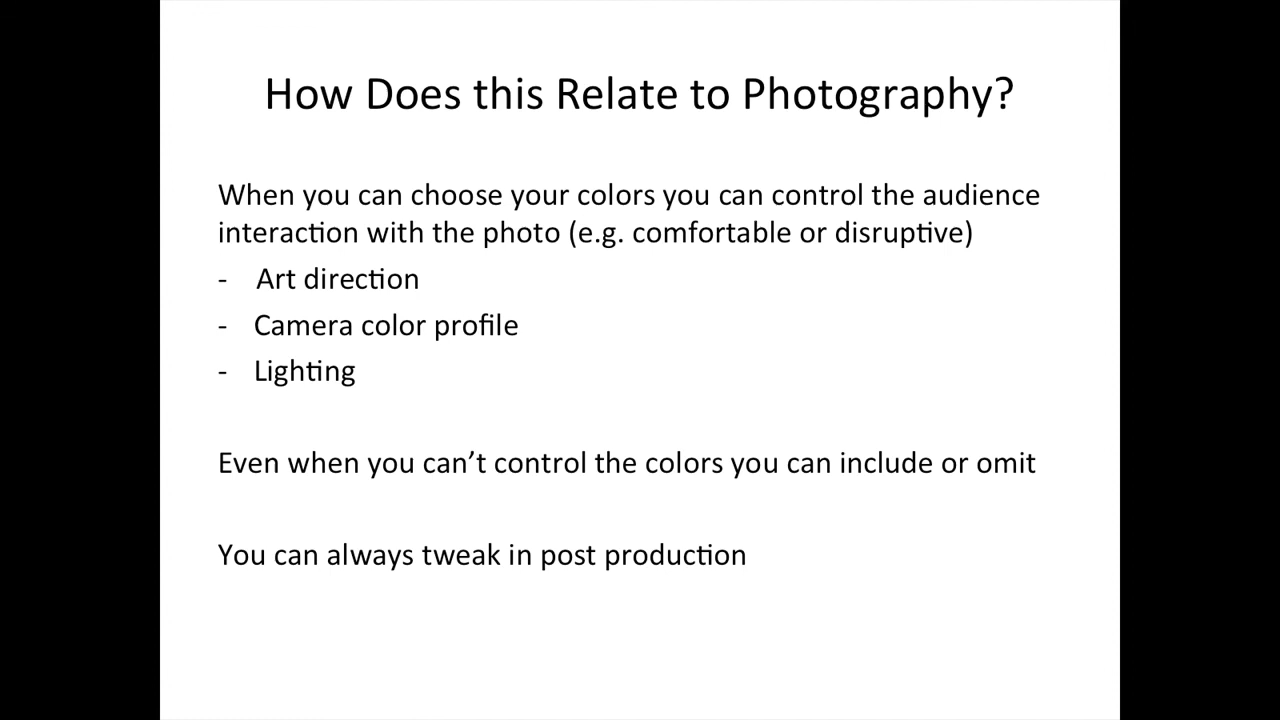 How Does this Relate to Photography?
When you can choose your colors you can control the audience
interaction with the photo (e.g. comfortable or disruptive)
- Art direction
- Camera color profile
- Lighting
Even when you can’t control the colors you can include or omit
You can always tweak in post production